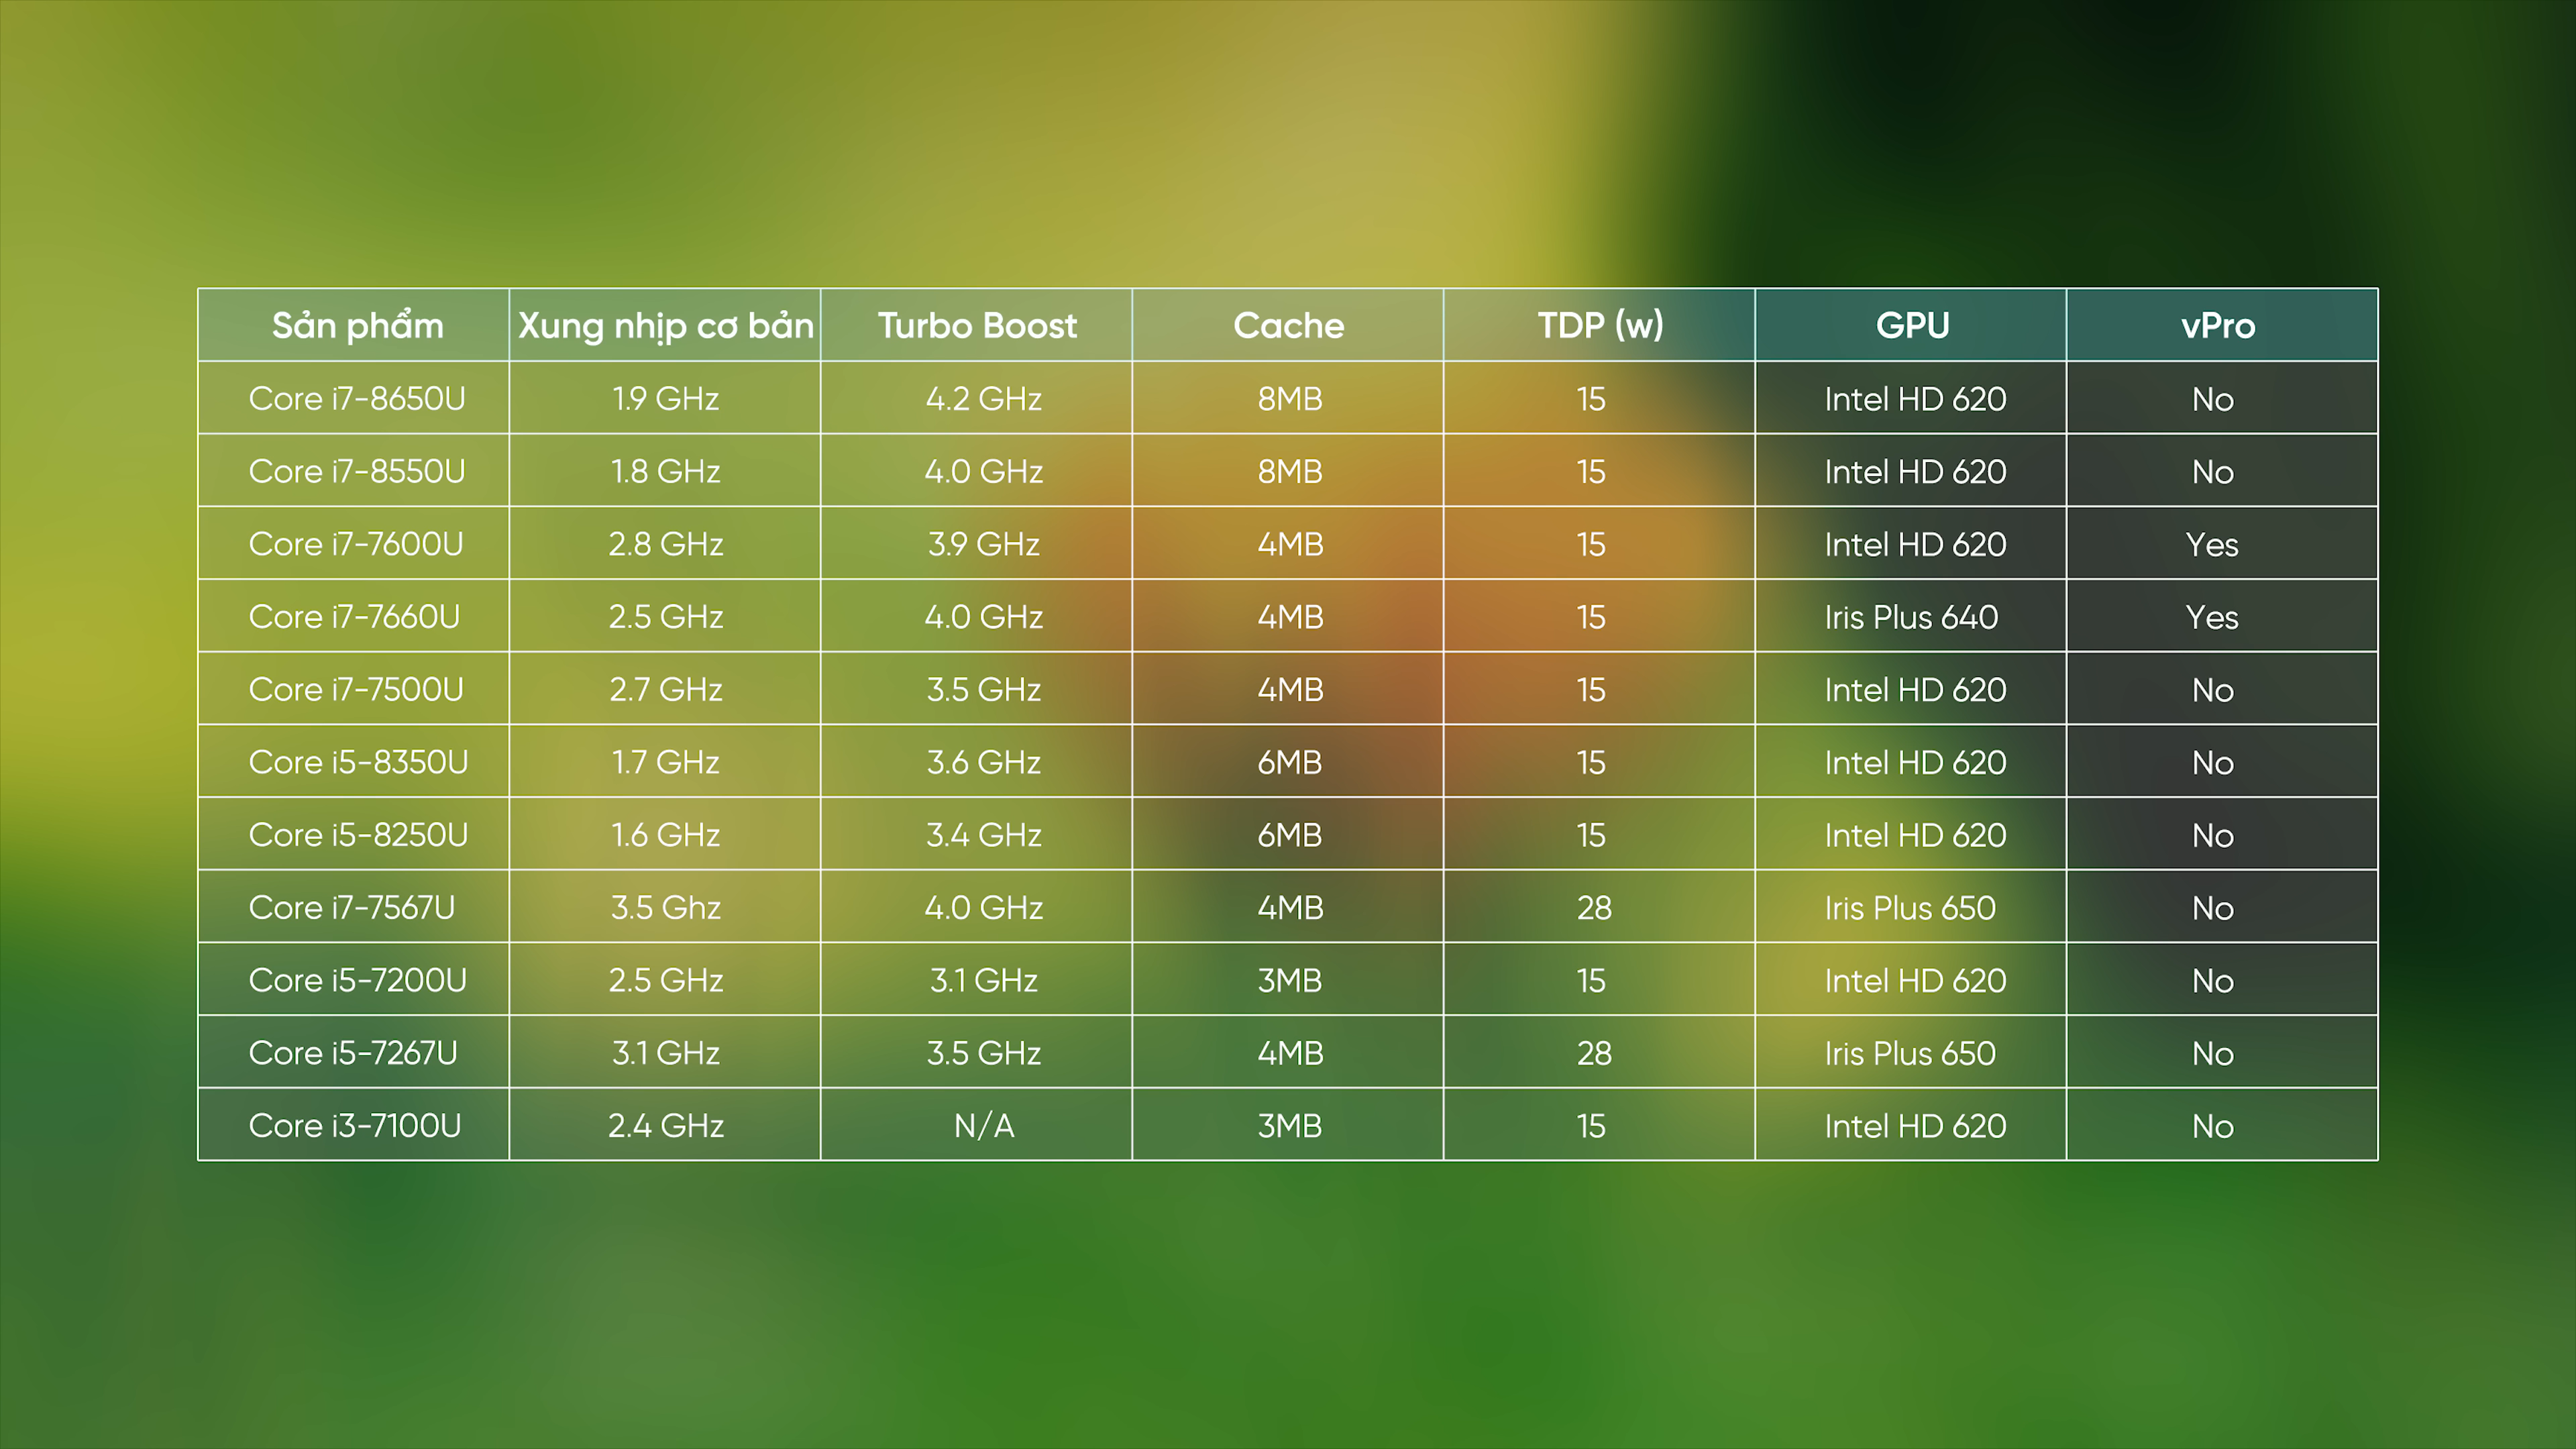 Sản phẩm Xung nhịp cơ bản Turbo Boost Cache TDP (w) GPU vPro
Core i7-8650U 1.9 GHz 4.2 GHz 8MB 15 Intel HD 620 No
Core i7-8550U 1.8 GHz 4.0 GHz 8MB 15 Intel HD 620 No
Core i7-7600U 2.8 GHz 3.9 GHz 4MB 15 Intel HD 620 Yes
Core i7-7660U 2.5 GHz 4.0 GHz 4MB 15 Iris Plus 640 Yes
Core i7-7500U 2.7 GHz 3.5 GHz 4MB 15 Intel HD 620 No
Core i5-8350U 1.7 GHz 3.6 GHz 6MB 15 Intel HD 620 No
Core i5-8250U 1.6 GHz 3.4 GHz 6MB 15 Intel HD 620 No
Core i7-7567U 3.5 Ghz 4.0 GHz 4MB 28 Iris Plus 650 No
Core i5-7200U 2.5 GHz 3.1 GHz 3MB 15 Intel HD 620 No
Core i5-7267U 3.1 GHz 3.5 GHz 4MB 28 Iris Plus 650 No
Core i3-7100U 2.4 GHz N/A 3MB 15 Intel HD 620 No